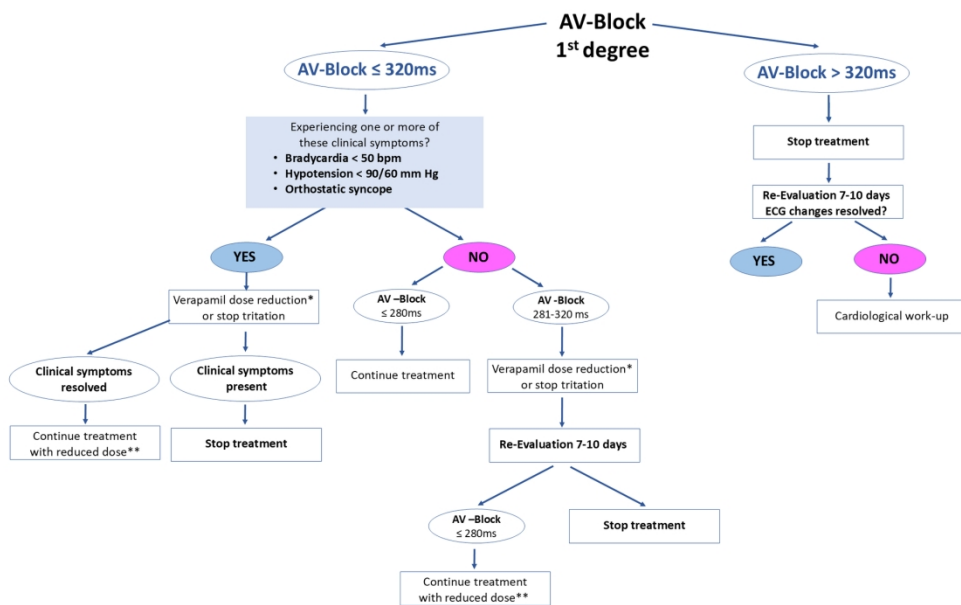 AV-Block
1st degree
AV-Block ≤ 320ms
AV-Block > 320ms
Experiencing one or more of
these clinical symptoms?
• Bradycardia < 50 bpm
• Hypotension < 90/60 mm Hg
• Orthostatic syncope
Stop treatment
Re-Evaluation 7-10 days
ECG changes resolved?
YES
NO
YES
NO
Verapamil dose reduction*
or stop tritation
AV –Block
≤ 280ms
AV -Block
281-320 ms
Cardiological work-up
Clinical symptoms
resolved
Clinical symptoms
present
Continue treatment
Verapamil dose reduction*
or stop tritation
Continue treatment
with reduced dose**
Stop treatment
Re-Evaluation 7-10 days
AV –Block
≤ 280ms
Stop treatment
Continue treatment
with reduced dose**